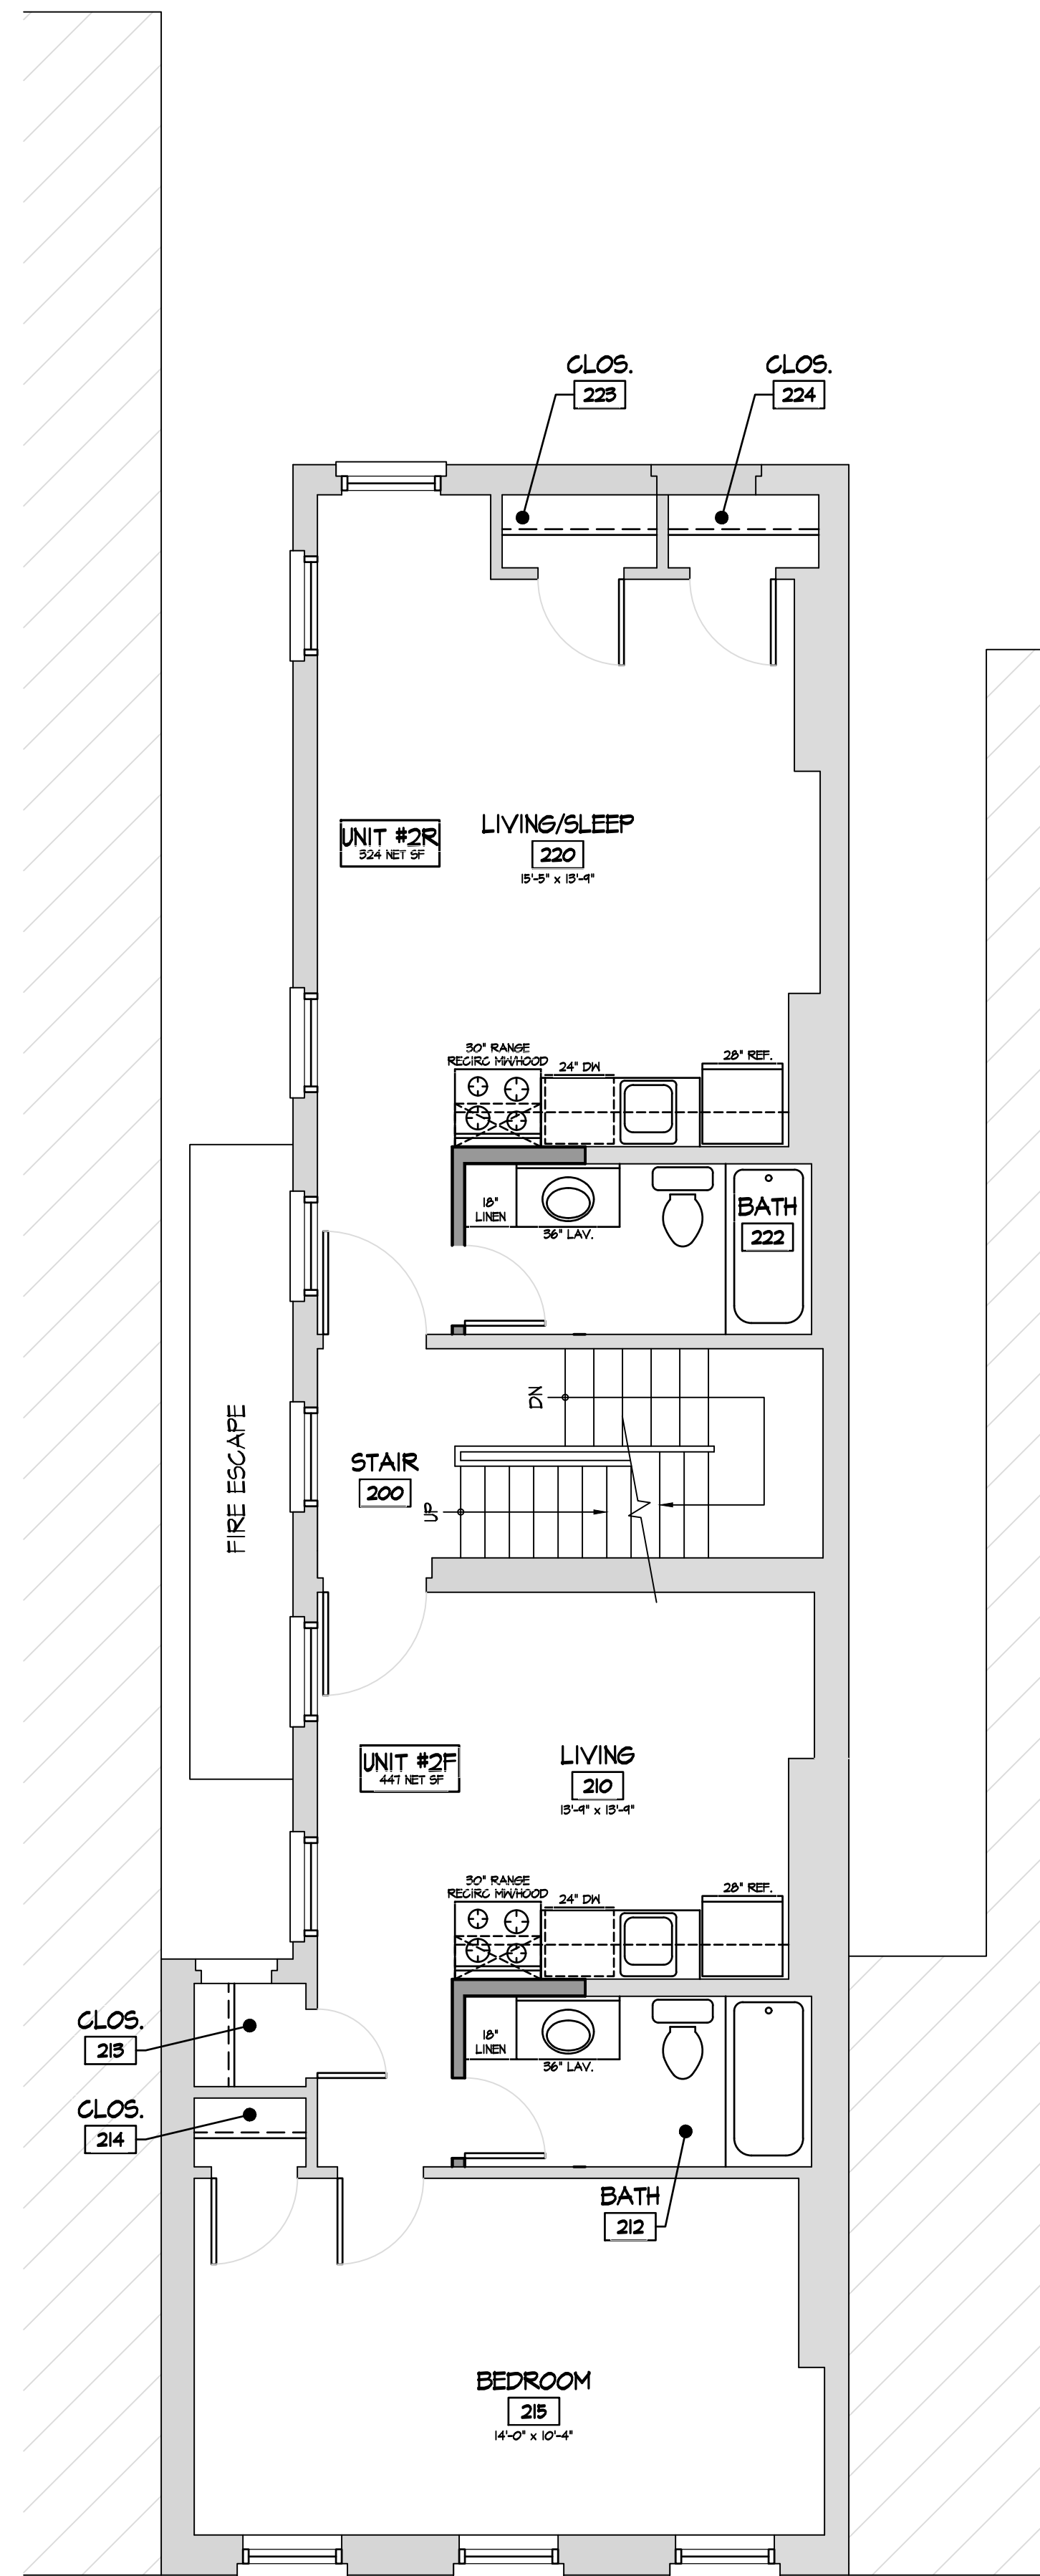 CLOS.
223
CLOS.
224
UNIT #2R
324 NET SF
LIVING/SLEEP
220
15'-5" x 13'-9"
30" RANGE
RECIRC MW/HOOD
24" DW
28" REF.
18"
LINEN
36" LAV.
BATH
222
DN
FIRE ESCAPE
STAIR
200
UP
UNIT #2F
447 NET SF
LIVING
210
13'-9" x 13'-9"
30" RANGE
RECIRC MW/HOOD
24" DW
28" REF.
CLOS.
213
18"
LINEN
36" LAV.
CLOS.
214
BATH
212
BEDROOM
215
14'-0" x 10'-4"